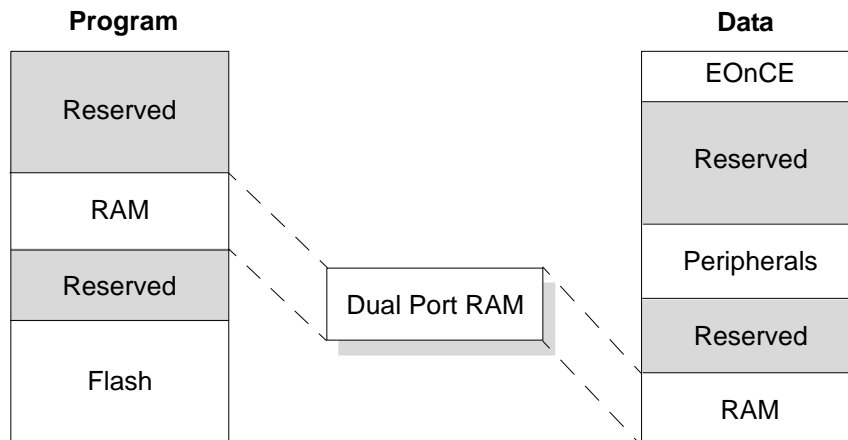 Program
Reserved
RAM
Reserved
Flash
Dual Port RAM
Data
EOnCE
Reserved
Peripherals
Reserved
RAM